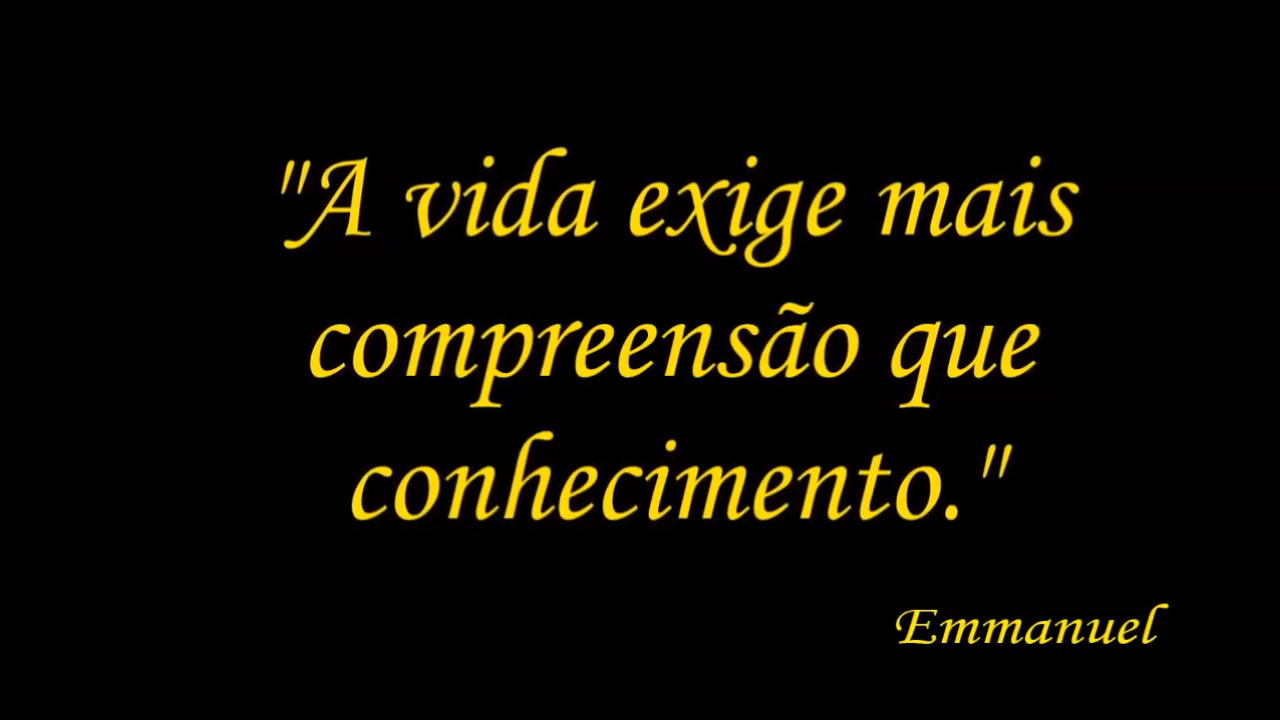 "A vida exige mais
compreensão que
conhecimento."
Emmanuel